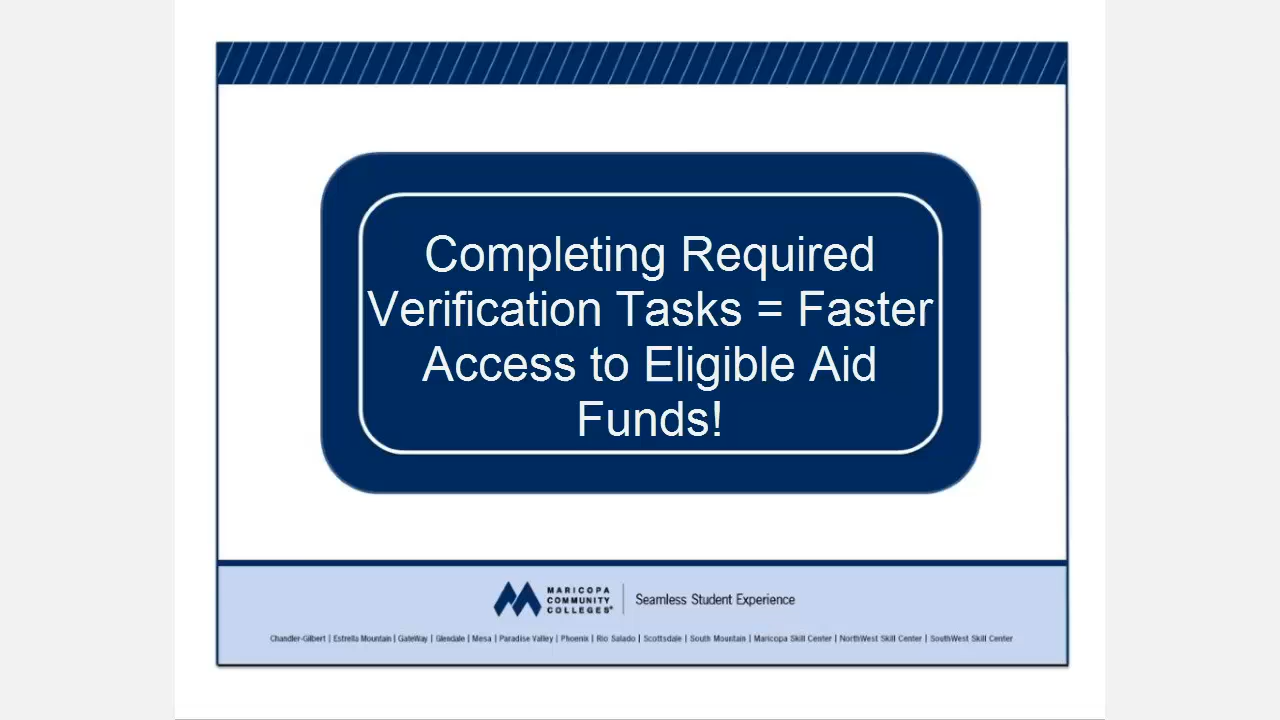 Completing Required
Verification Tasks = Faster
Access to Eligible Aid
Funds!
MARICOPA
COMMUNITY
COLLEGES®
Seamless Student Experience
Chandler-Gilbert | Estrella Mountain | GateWay | Glendale | Mesa | Paradise Valley | Phoenix | Rio Salado | Scottsdale | South Mountain | Maricopa Skill Center | NorthWest Skill Center | SouthWest Skill Center